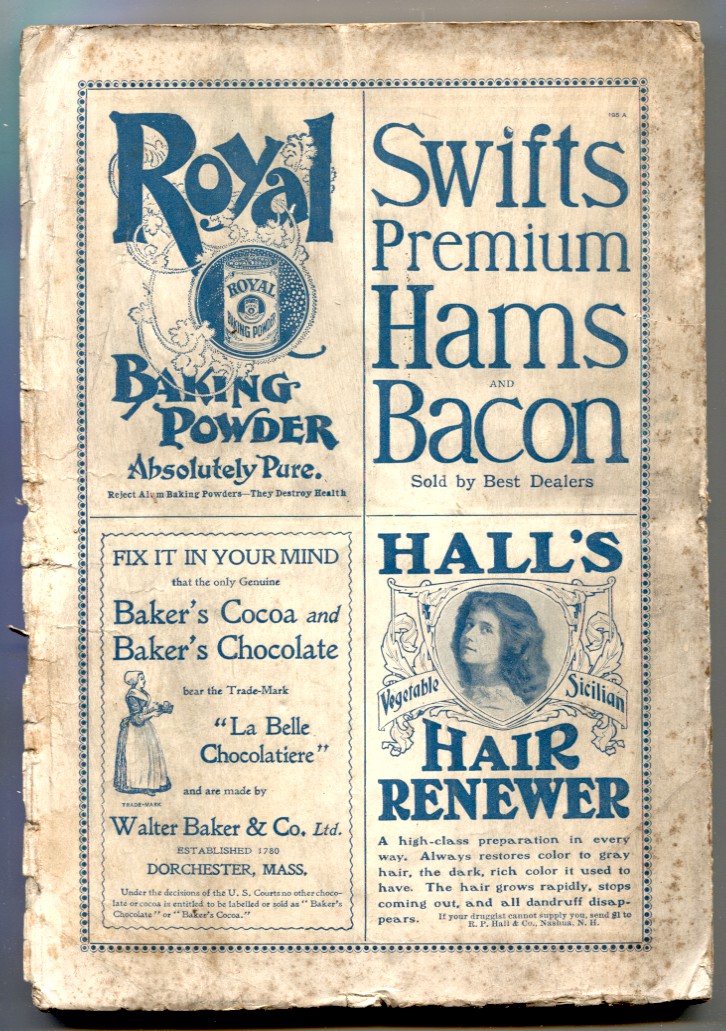 Royal
ROYAL
BAKING POWDER
BAKING
POWDER
Absolutely Pure.
Reject Alum Baking Powders—They Destroy Health
195 A
Swifts
Premium
Hams
AND
Bacon
Sold by Best Dealers
FIX IT IN YOUR MIND
that the only Genuine
Baker's Cocoa and
Baker's Chocolate
bear the Trade-Mark
"La Belle
Chocolatiere"
TRADE-MARK
and are made by
Walter Baker & Co. Ltd.
ESTABLISHED 1780
DORCHESTER, MASS.
Under the decisions of the U. S. Courts no other choco-
late or cocoa is entitled to be labelled or sold as "Baker's
Chocolate" or "Baker's Cocoa."
HALL'S
Vegetable Sicilian
HAIR
RENEWER
A high-class preparation in every
way. Always restores color to gray
hair, the dark, rich color it used to
have. The hair grows rapidly, stops
coming out, and all dandruff disap-
pears. If your druggist cannot supply you, send $1 to
R. P. Hall & Co., Nashua, N. H.